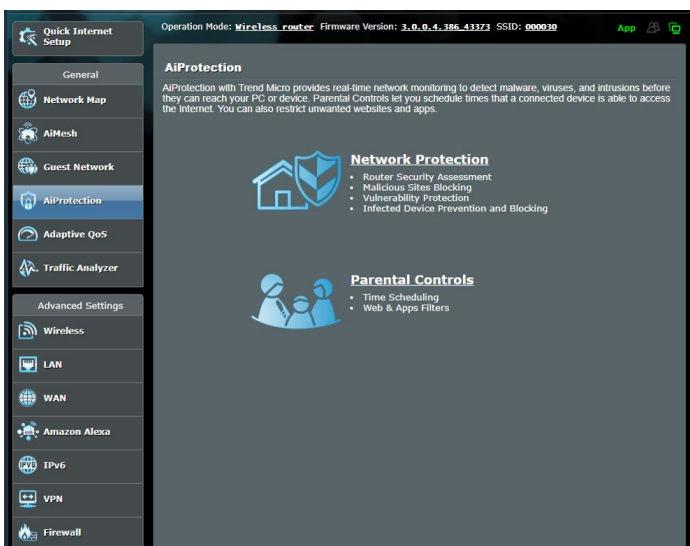 Quick Internet
Setup
Operation Mode: Wireless router Firmware Version: 3.0.0.4.386_43373 SSID: 000030
App
General
Network Map
AiMesh
Guest Network
AiProtection
Adaptive QoS
Traffic Analyzer
Advanced Settings
Wireless
LAN
WAN
Amazon Alexa
IPv6
VPN
Firewall
AiProtection
AiProtection with Trend Micro provides real-time network monitoring to detect malware, viruses, and intrusions before
they can reach your PC or device. Parental Controls let you schedule times that a connected device is able to access
the Internet. You can also restrict unwanted websites and apps.
Network Protection
• Router Security Assessment
• Malicious Sites Blocking
• Vulnerability Protection
• Infected Device Prevention and Blocking
Parental Controls
• Time Scheduling
• Web & Apps Filters